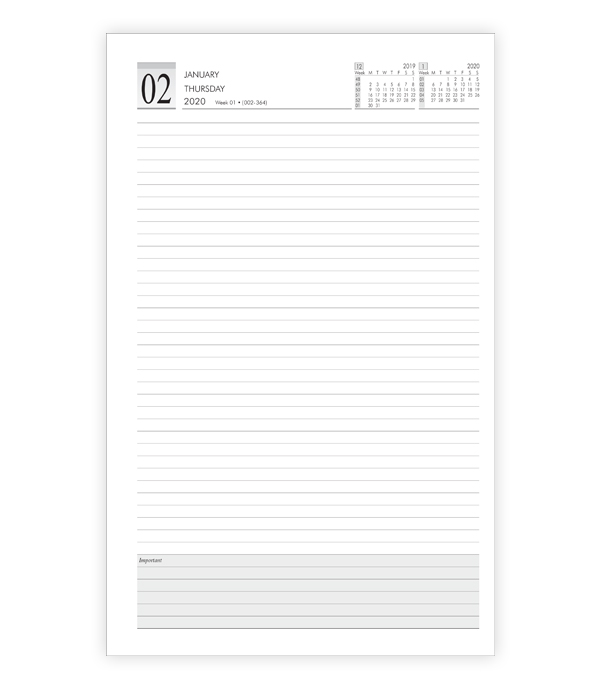 02
JANUARY
THURSDAY
2020 Week 01 • (002-364)
12 2019
Week M T W T F S S
48 1
49 2 3 4 5 6 7 8
50 9 10 11 12 13 14 15
51 16 17 18 19 20 21 22
52 23 24 25 26 27 28 29
01 30 31
1 2020
Week M T W T F S S
01 1 2 3 4 5
02 6 7 8 9 10 11 12
03 13 14 15 16 17 18 19
04 20 21 22 23 24 25 26
05 27 28 29 30 31
Important